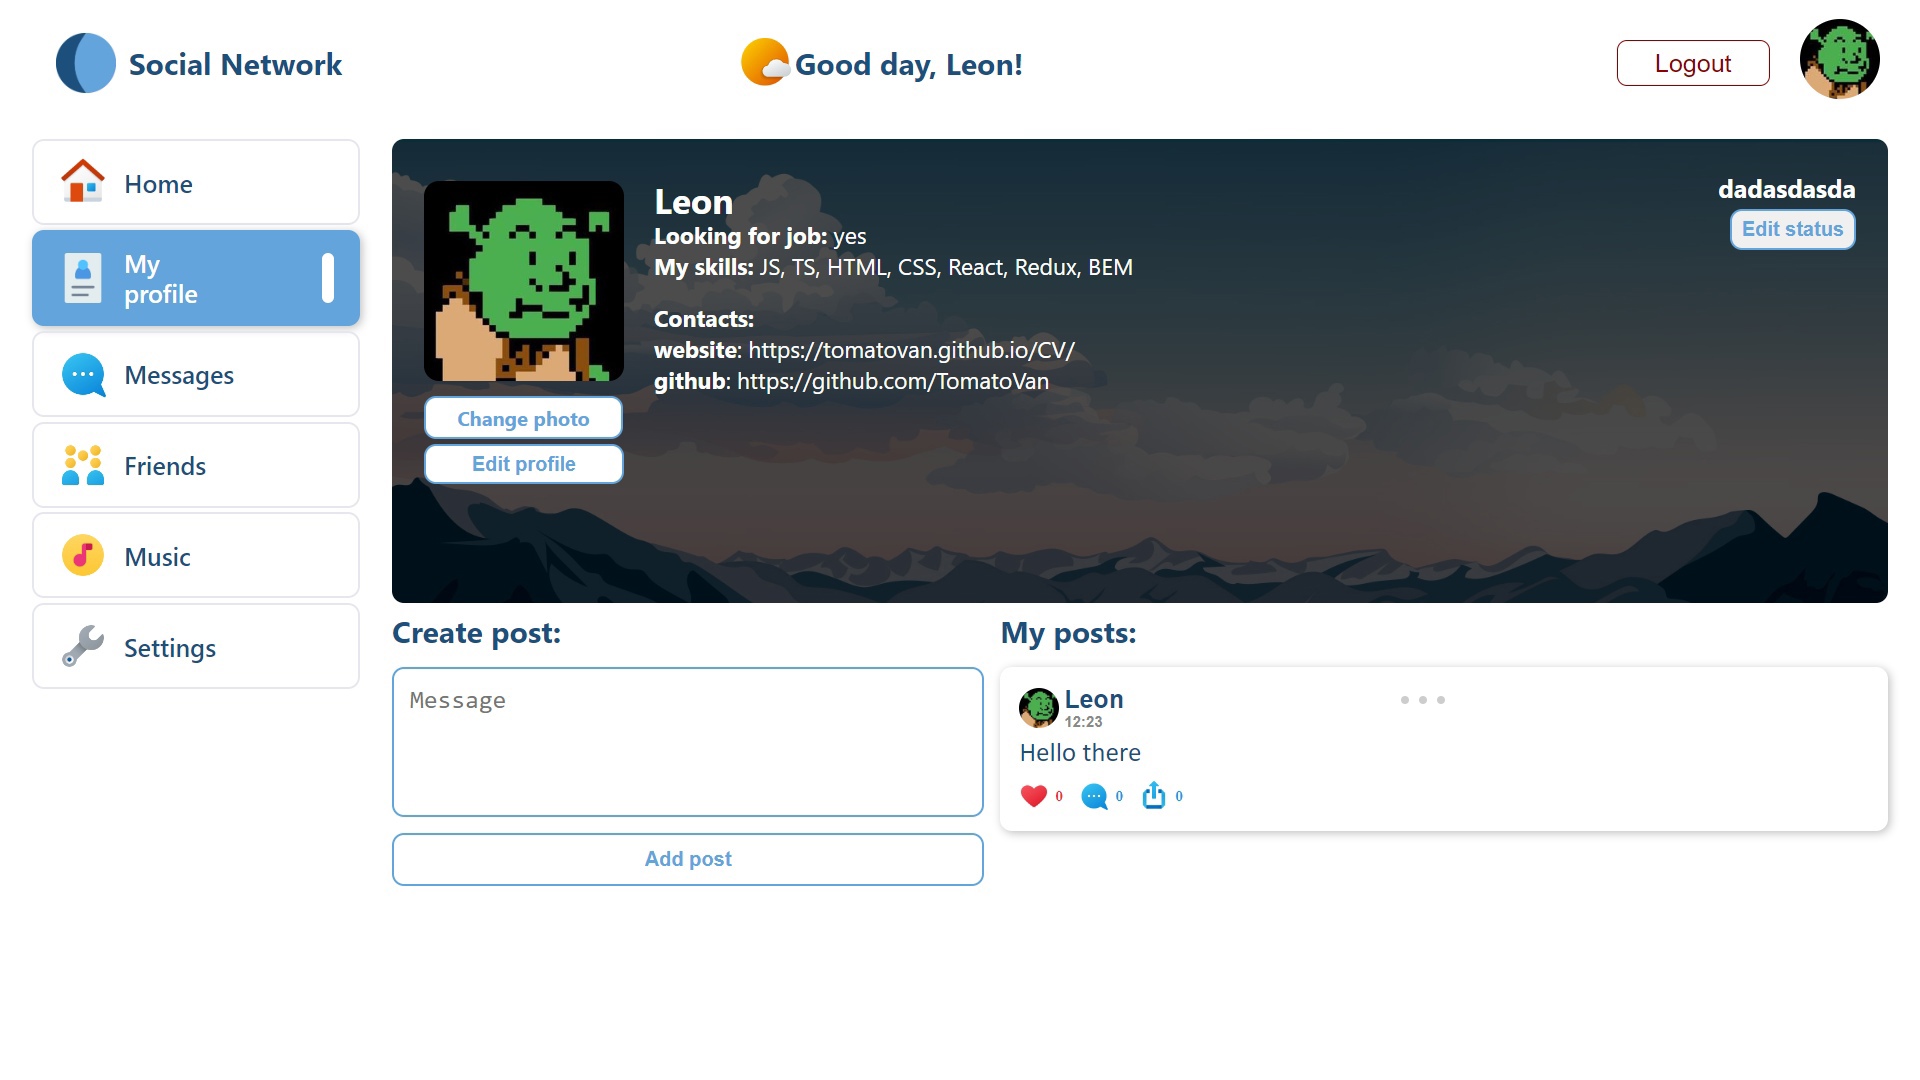 Social Network
Good day, Leon!
Logout
Home
My
profile
Messages
Friends
Music
Settings
Leon
Looking for job: yes
My skills: JS, TS, HTML, CSS, React, Redux, BEM
Contacts:
website: https://tomatovan.github.io/CV/
github: https://github.com/TomatoVan
dadasdasda
Edit status
Change photo
Edit profile
Create post:
Message
Add post
My posts:
Leon
12:23
Hello there
0 0 0